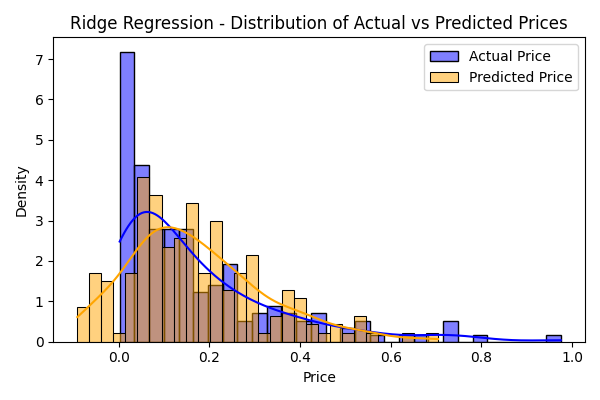 Ridge Regression - Distribution of Actual vs Predicted Prices
Actual Price
Predicted Price
Density
7
6
5
4
3
2
1
0
0.0 0.2 0.4 0.6 0.8 1.0
Price